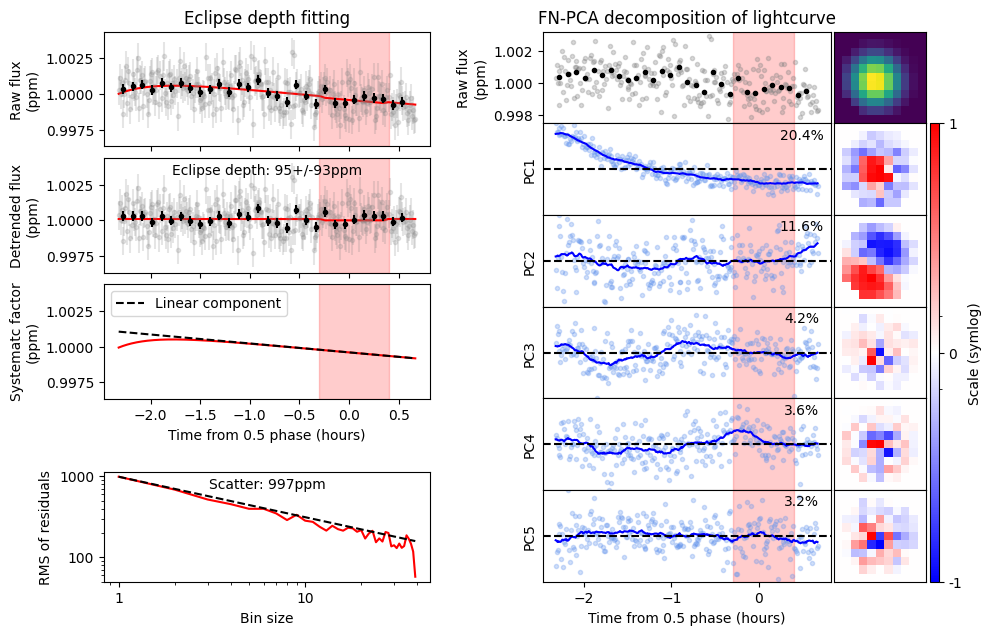 Eclipse depth fitting
Raw flux
(ppm)
1.0025
1.0000
0.9975
Detrended flux
(ppm)
Eclipse depth: 95+/-93ppm
1.0025
1.0000
0.9975
Systematc factor
(ppm)
Linear component
1.0025
1.0000
0.9975
−2.0
−1.5
−1.0
−0.5
0.0
0.5
Time from 0.5 phase (hours)
RMS of residuals
Scatter: 997ppm
1000
100
1
10
Bin size
FN-PCA decomposition of lightcurve
Raw flux
(ppm)
1.002
1.000
0.998
PC1
20.4%
PC2
11.6%
PC3
4.2%
PC4
3.6%
PC5
3.2%
−2
−1
0
Time from 0.5 phase (hours)
1
0
-1
Scale (symlog)